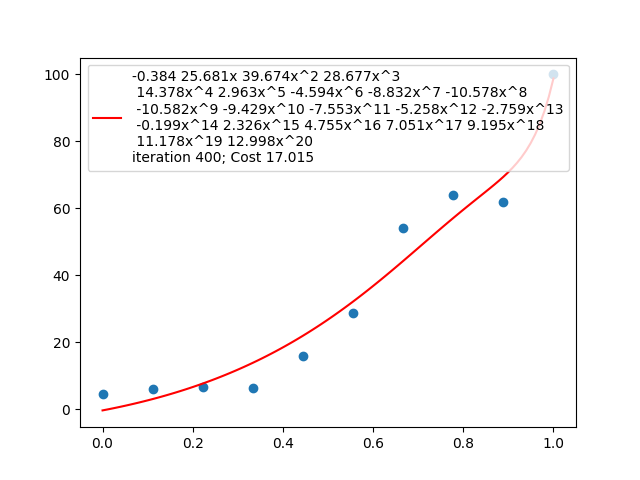 100
80
60
40
20
0
-0.384 25.681x 39.674x^2 28.677x^3
14.378x^4 2.963x^5 -4.594x^6 -8.832x^7 -10.578x^8
-10.582x^9 -9.429x^10 -7.553x^11 -5.258x^12 -2.759x^13
-0.199x^14 2.326x^15 4.755x^16 7.051x^17 9.195x^18
11.178x^19 12.998x^20
iteration 400; Cost 17.015
0.0 0.2 0.4 0.6 0.8 1.0